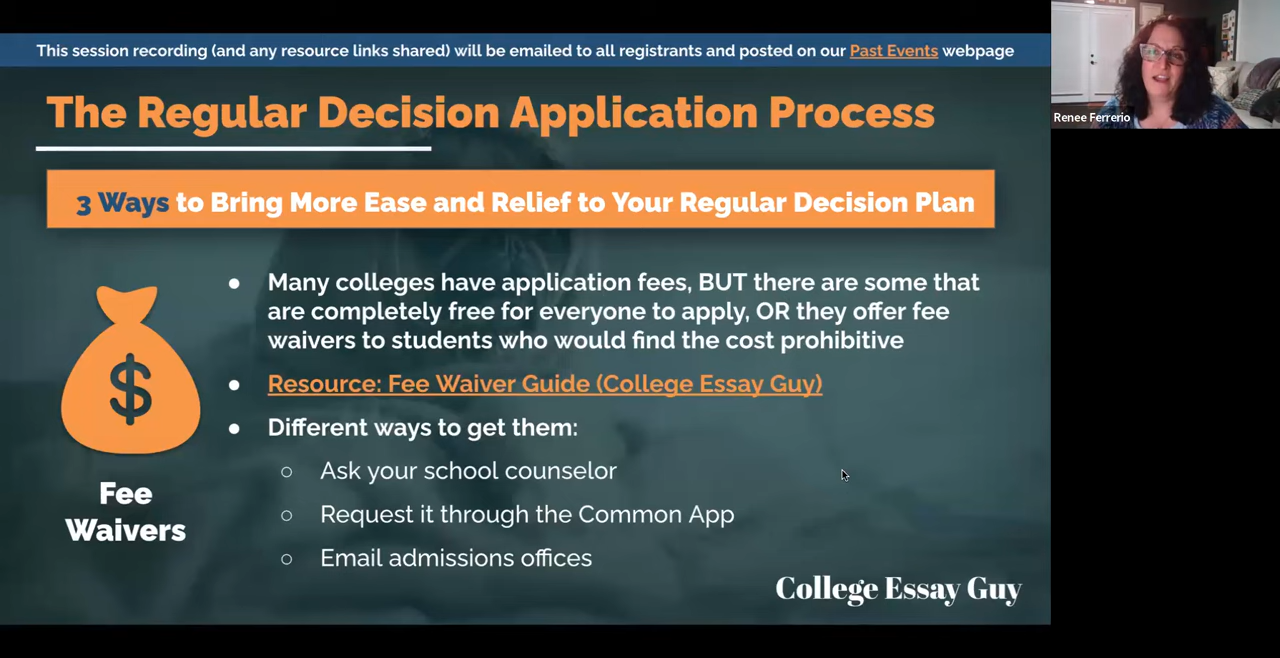 This session recording (and any resource links shared) will be emailed to all registrants and posted on our Past Events webpage
Renee Ferrerio
The Regular Decision Application Process
3 Ways to Bring More Ease and Relief to Your Regular Decision Plan
$
Fee
Waivers
● Many colleges have application fees, BUT there are some that
are completely free for everyone to apply, OR they offer fee
waivers to students who would find the cost prohibitive
● Resource: Fee Waiver Guide (College Essay Guy)
● Different ways to get them:
○ Ask your school counselor
○ Request it through the Common App
○ Email admissions offices
College Essay Guy